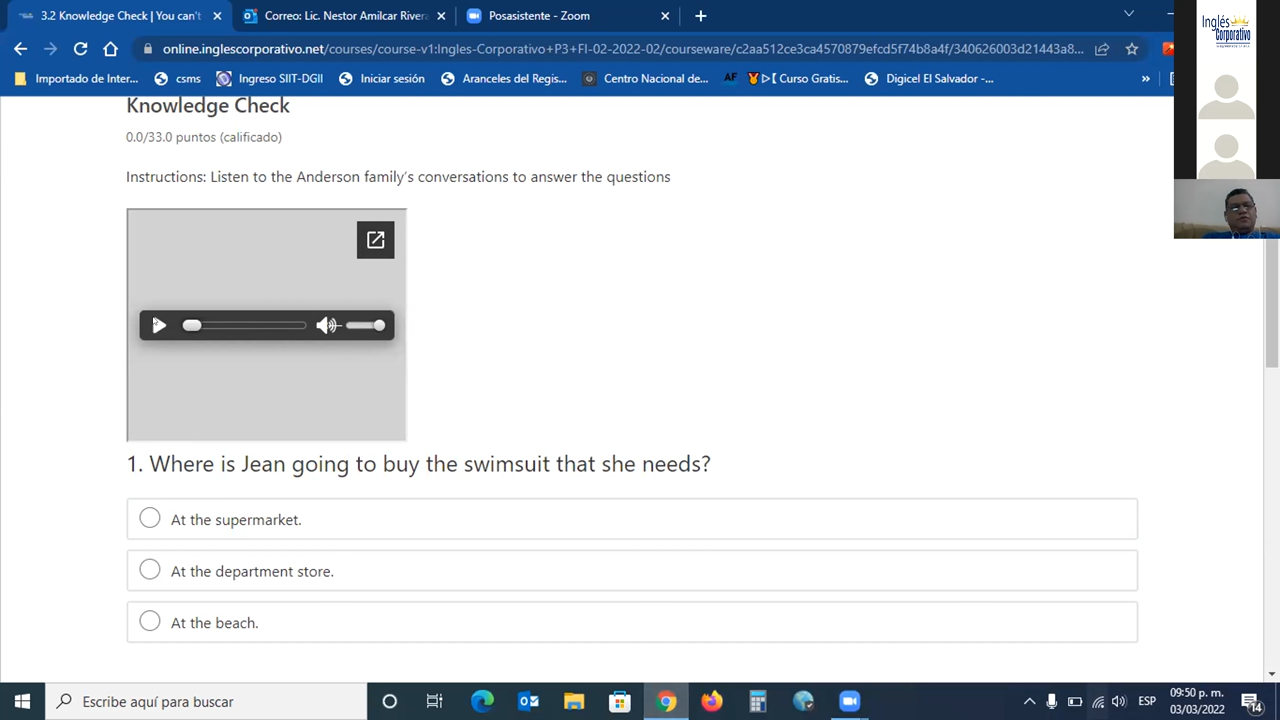 3.2 Knowledge Check | You can't
Correo: Lic. Nestor Amilcar Rivera
Posasistente - Zoom
online.inglescorporativo.net/courses/course-v1:Ingles-Corporativo+P3+FI-02-2022-02/courseware/c2aa512ce3ca4570879efcd5f74b8a4f/340626003d21443a8...
Importado de Inter...
csms
Ingreso SIIT-DGII
Iniciar sesión
Aranceles del Regis...
Centro Nacional de...
AF
Curso Gratis...
Digicel El Salvador -...
»
Inglés
Corporativo
Knowledge Check
0.0/33.0 puntos (calificado)
Instructions: Listen to the Anderson family's conversations to answer the questions
1. Where is Jean going to buy the swimsuit that she needs?
At the supermarket.
At the department store.
At the beach.
Escribe aquí para buscar
ESP
09:50 p. m.
03/03/2022
14